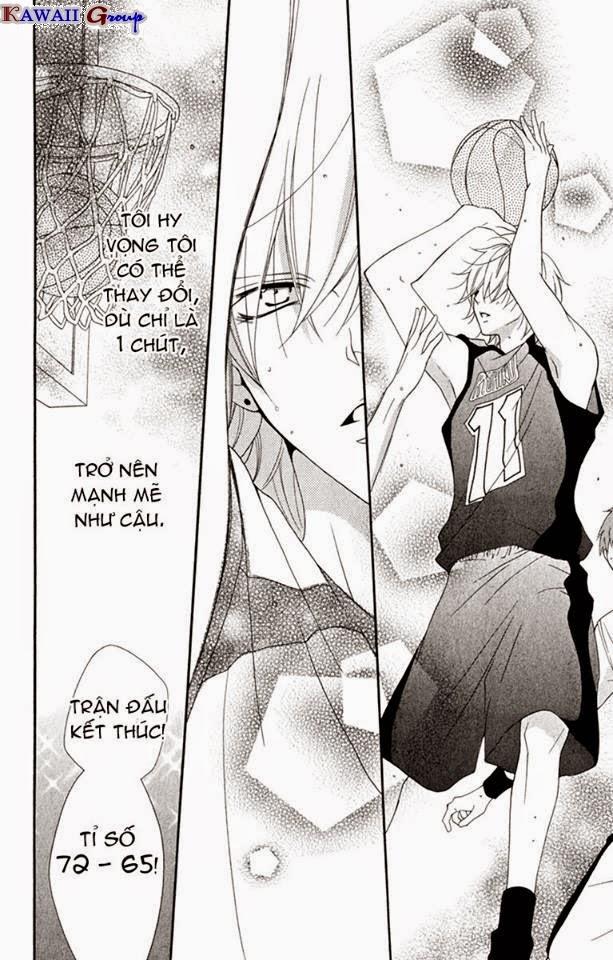 KAWAII Group
11
TÔI HY
VỌNG TÔI
CÓ THỂ
THAY ĐỔI,
DÙ CHỈ LÀ
1 CHÚT,
TRỞ NÊN
MẠNH MẼ
NHƯ CẬU.
TRẬN ĐẤU
KẾT THÚC!
TỈ SỐ
72 - 65!